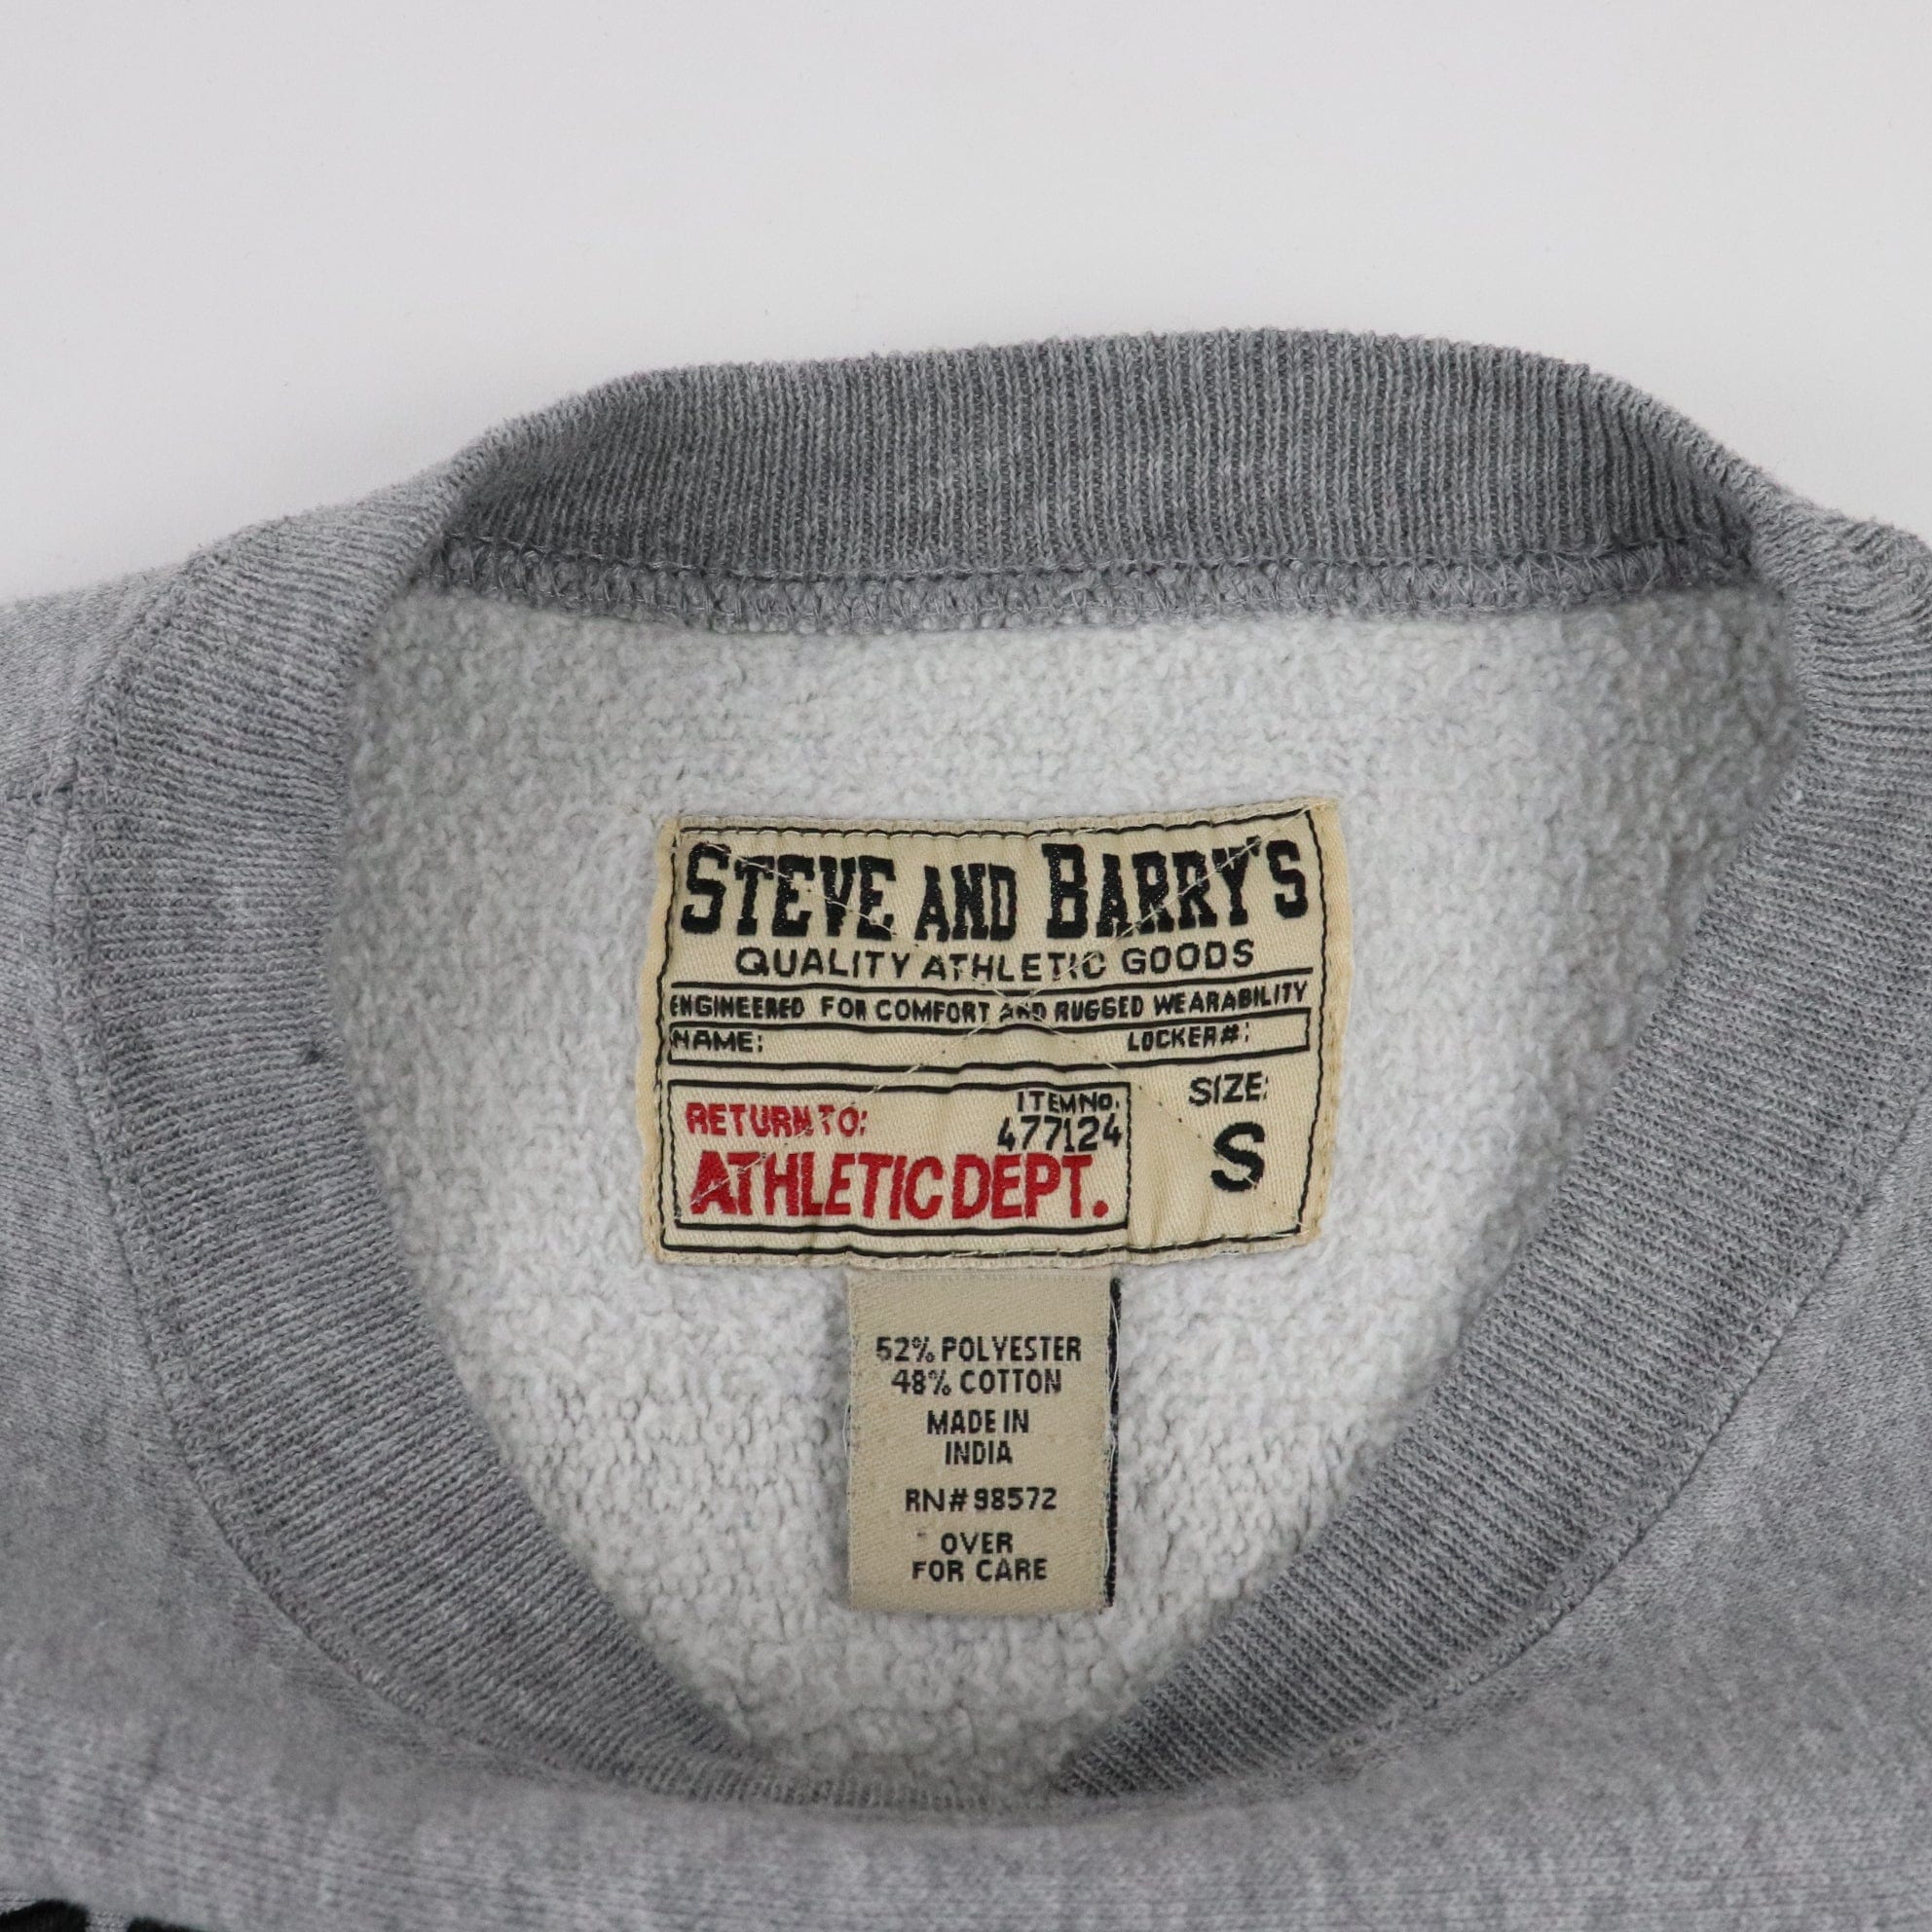 STEVE AND BARRY'S
QUALITY ATHLETIC GOODS
ENGINEERED FOR COMFORT AND RUGGED WEARABILITY
NAME: LOCKER#:
RETURN TO: ITEM NO.
477124
ATHLETIC DEPT.
SIZE:
S
52% POLYESTER
48% COTTON
MADE IN
INDIA
RN# 98572
OVER
FOR CARE